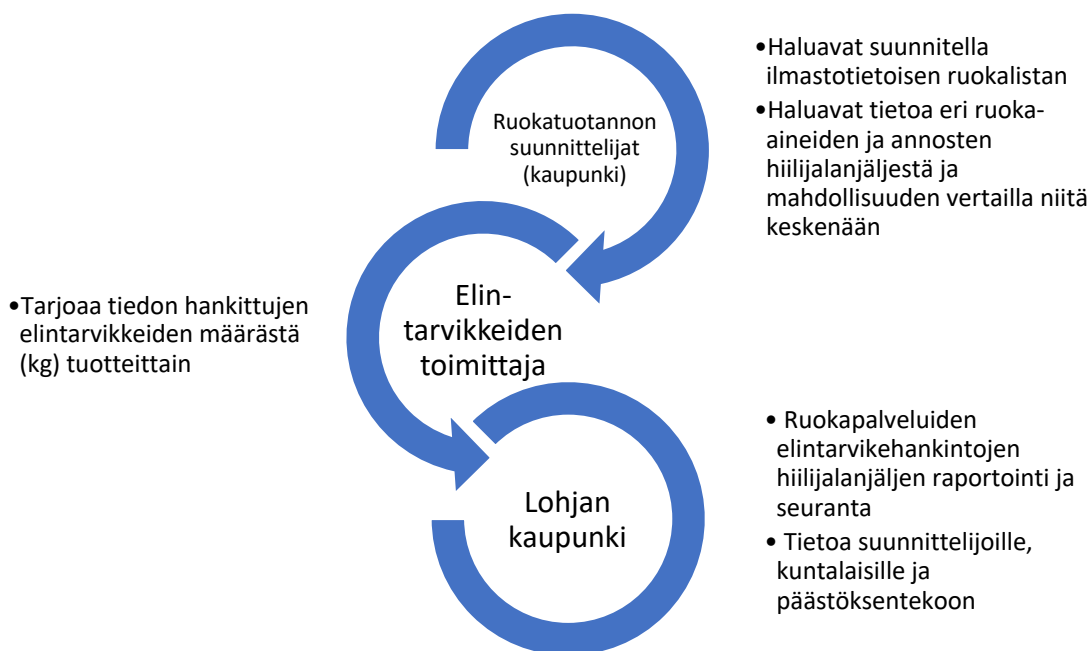 •Haluavat suunnitella
ilmastotietoisen ruokalistan
•Haluavat tietoa eri ruoka-
aineiden ja annosten
hiilijalanjäljestä ja
mahdollisuuden vertailla niitä
keskenään
Ruokatuotannon
suunnittelijat
(kaupunki)
•Tarjoaa tiedon hankittujen
elintarvikkeiden määrästä
(kg) tuotteittain
Elin-
tarvikkeiden
toimittaja
• Ruokapalveluiden
elintarvikehankintojen
hiilijalanjäljen raportointi ja
seuranta
• Tietoa suunnittelijoille,
kuntalaisille ja
päästöksentekoon
Lohjan
kaupunki